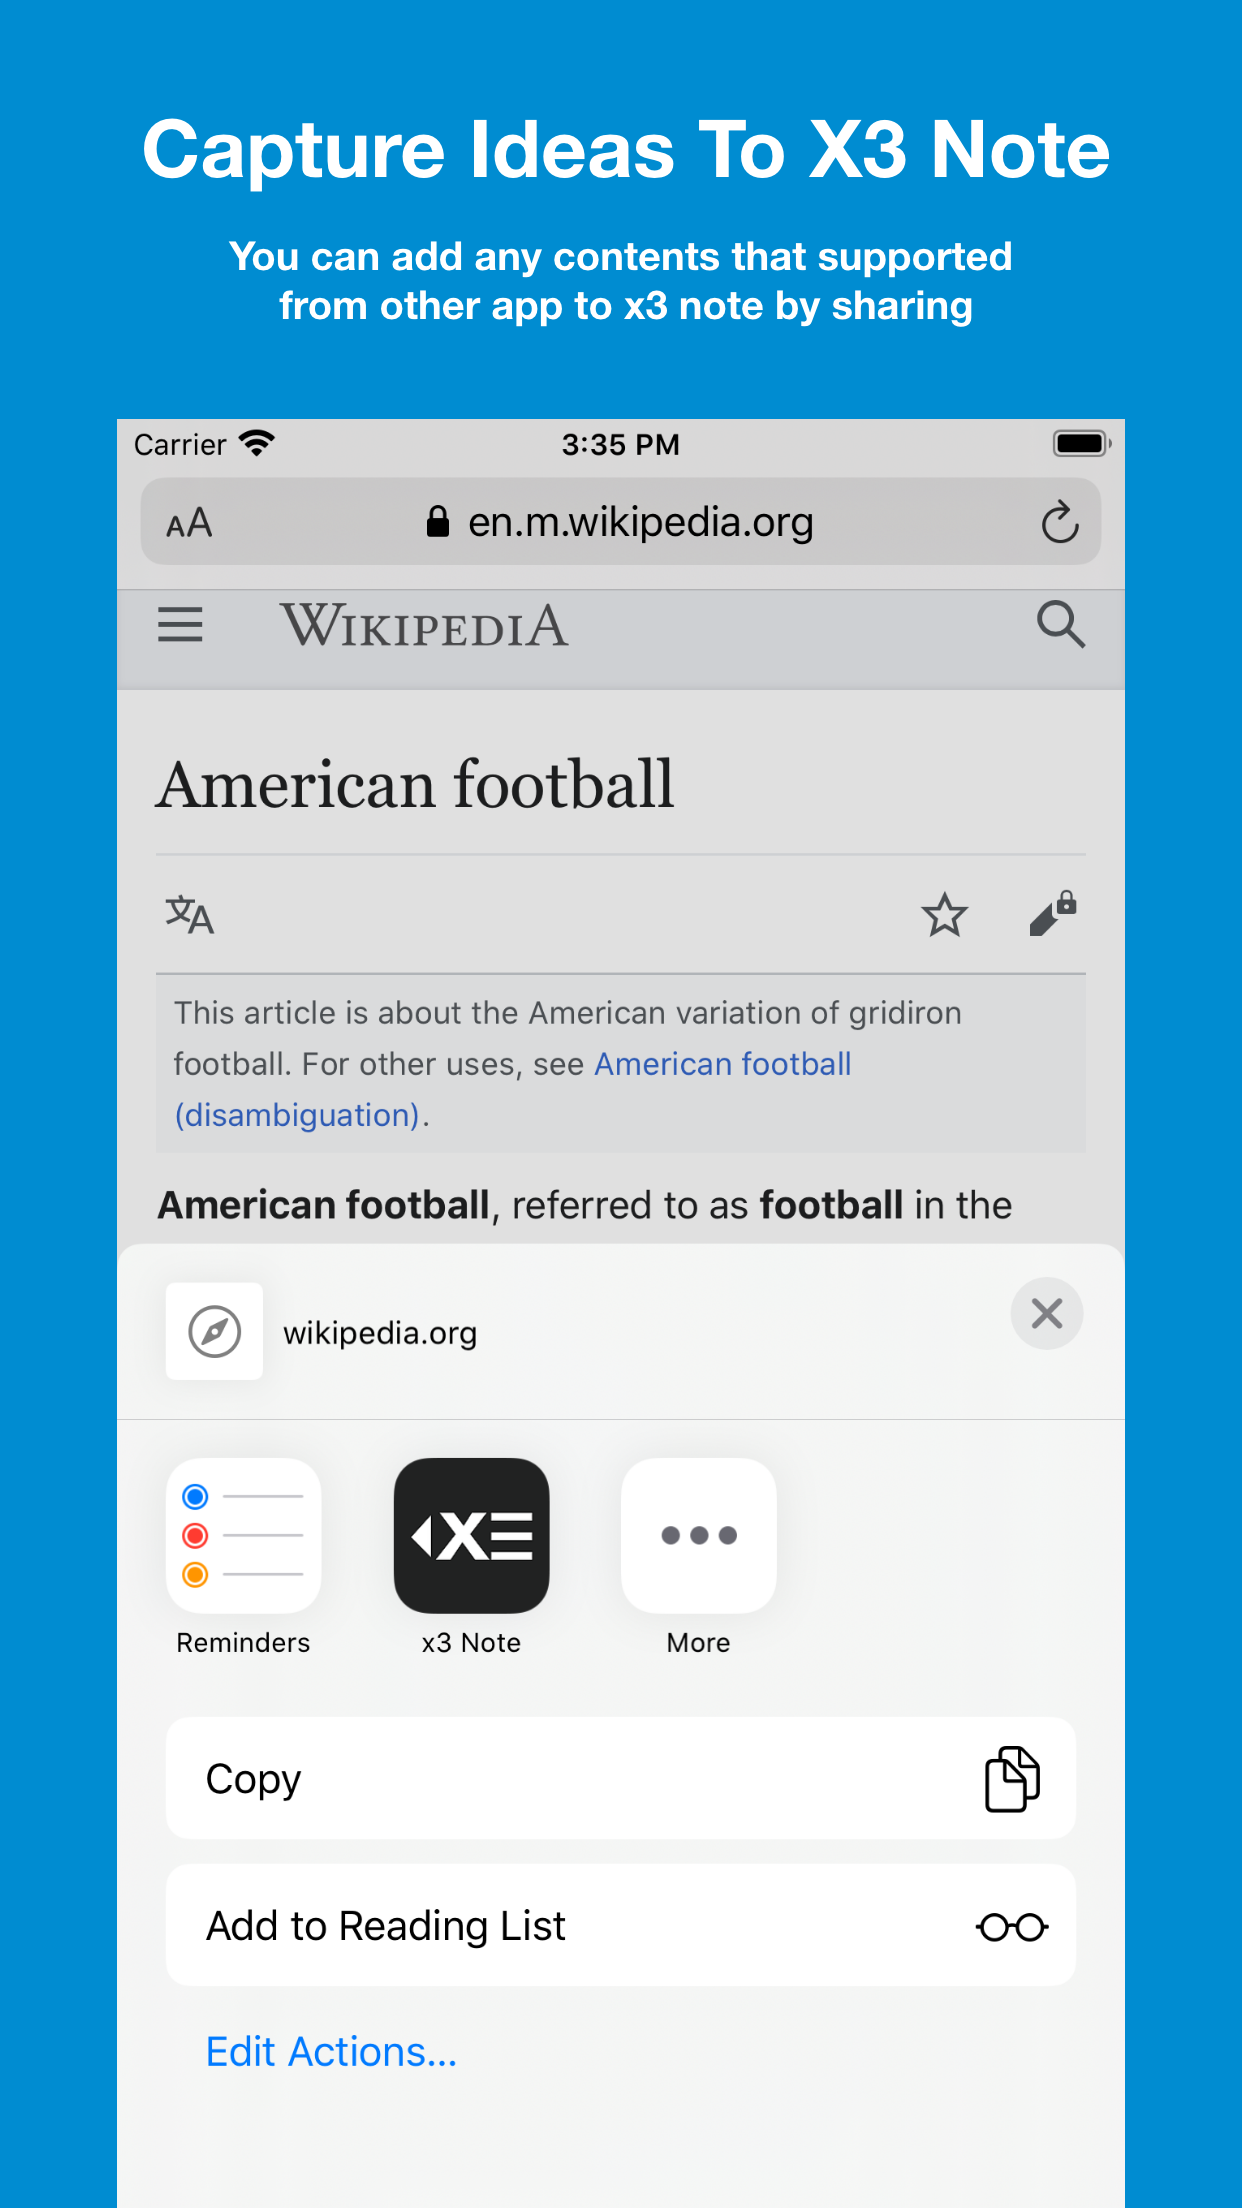 Capture Ideas To X3 Note
You can add any contents that supported
from other app to x3 note by sharing
Carrier 3:35 PM
AA en.m.wikipedia.org
WIKIPEDIA
American football
文A
This article is about the American variation of gridiron
football. For other uses, see American football
(disambiguation).
American football, referred to as football in the
wikipedia.org
Reminders x3 Note More
Copy
Add to Reading List
Edit Actions...